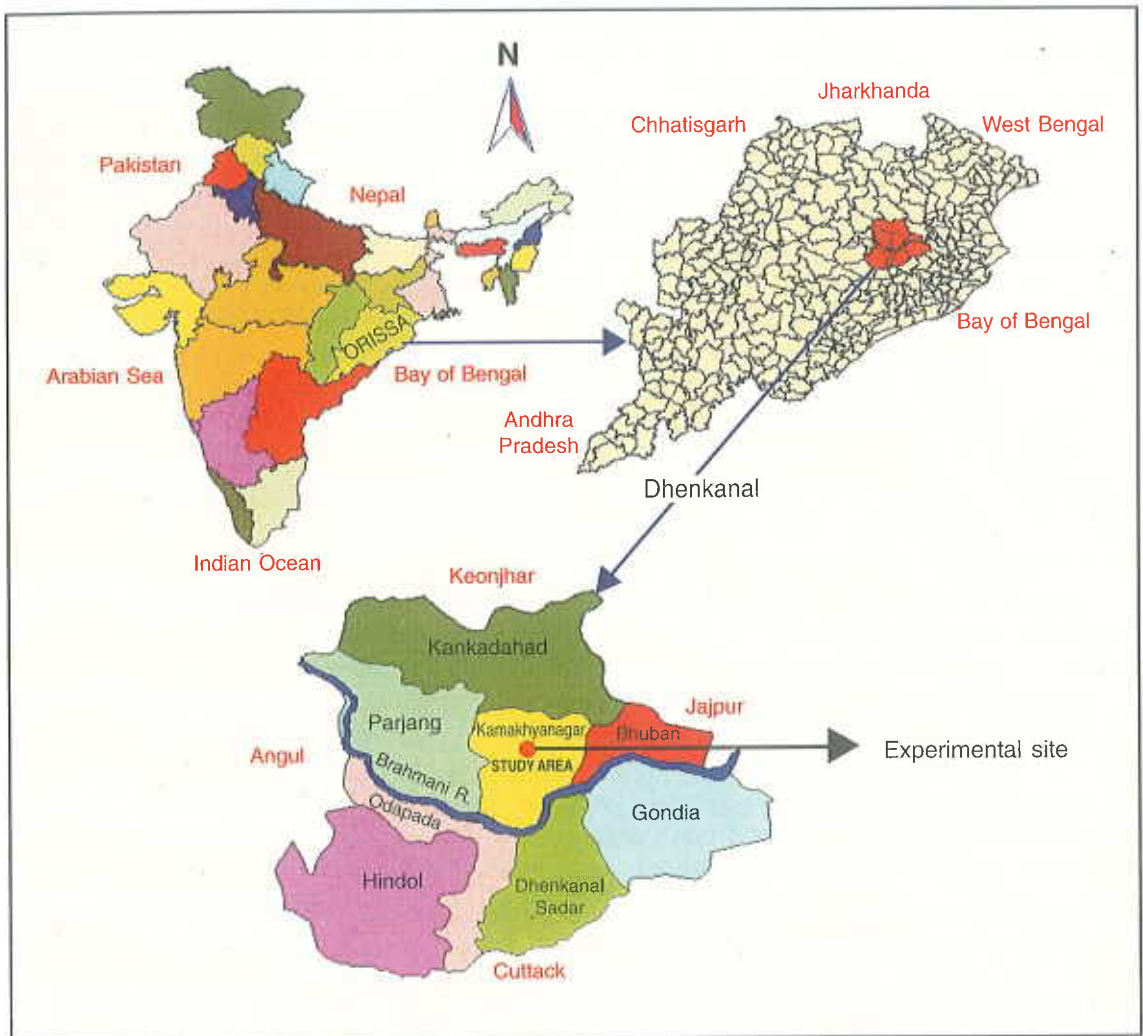 N
Pakistan
Nepal
ORISSA
Arabian Sea
Bay of Bengal
Indian Ocean
Jharkhanda
Chhatisgarh
West Bengal
Bay of Bengal
Andhra
Pradesh
Dhenkanal
Keonjhar
Kankadahad
Jajpur
Parjang
Kamakhyanagar
Bhuban
Angul
STUDY AREA
Experimental site
Brahmani R.
Odapada
Gondia
Hindol
Dhenkanal
Sadar
Cuttack